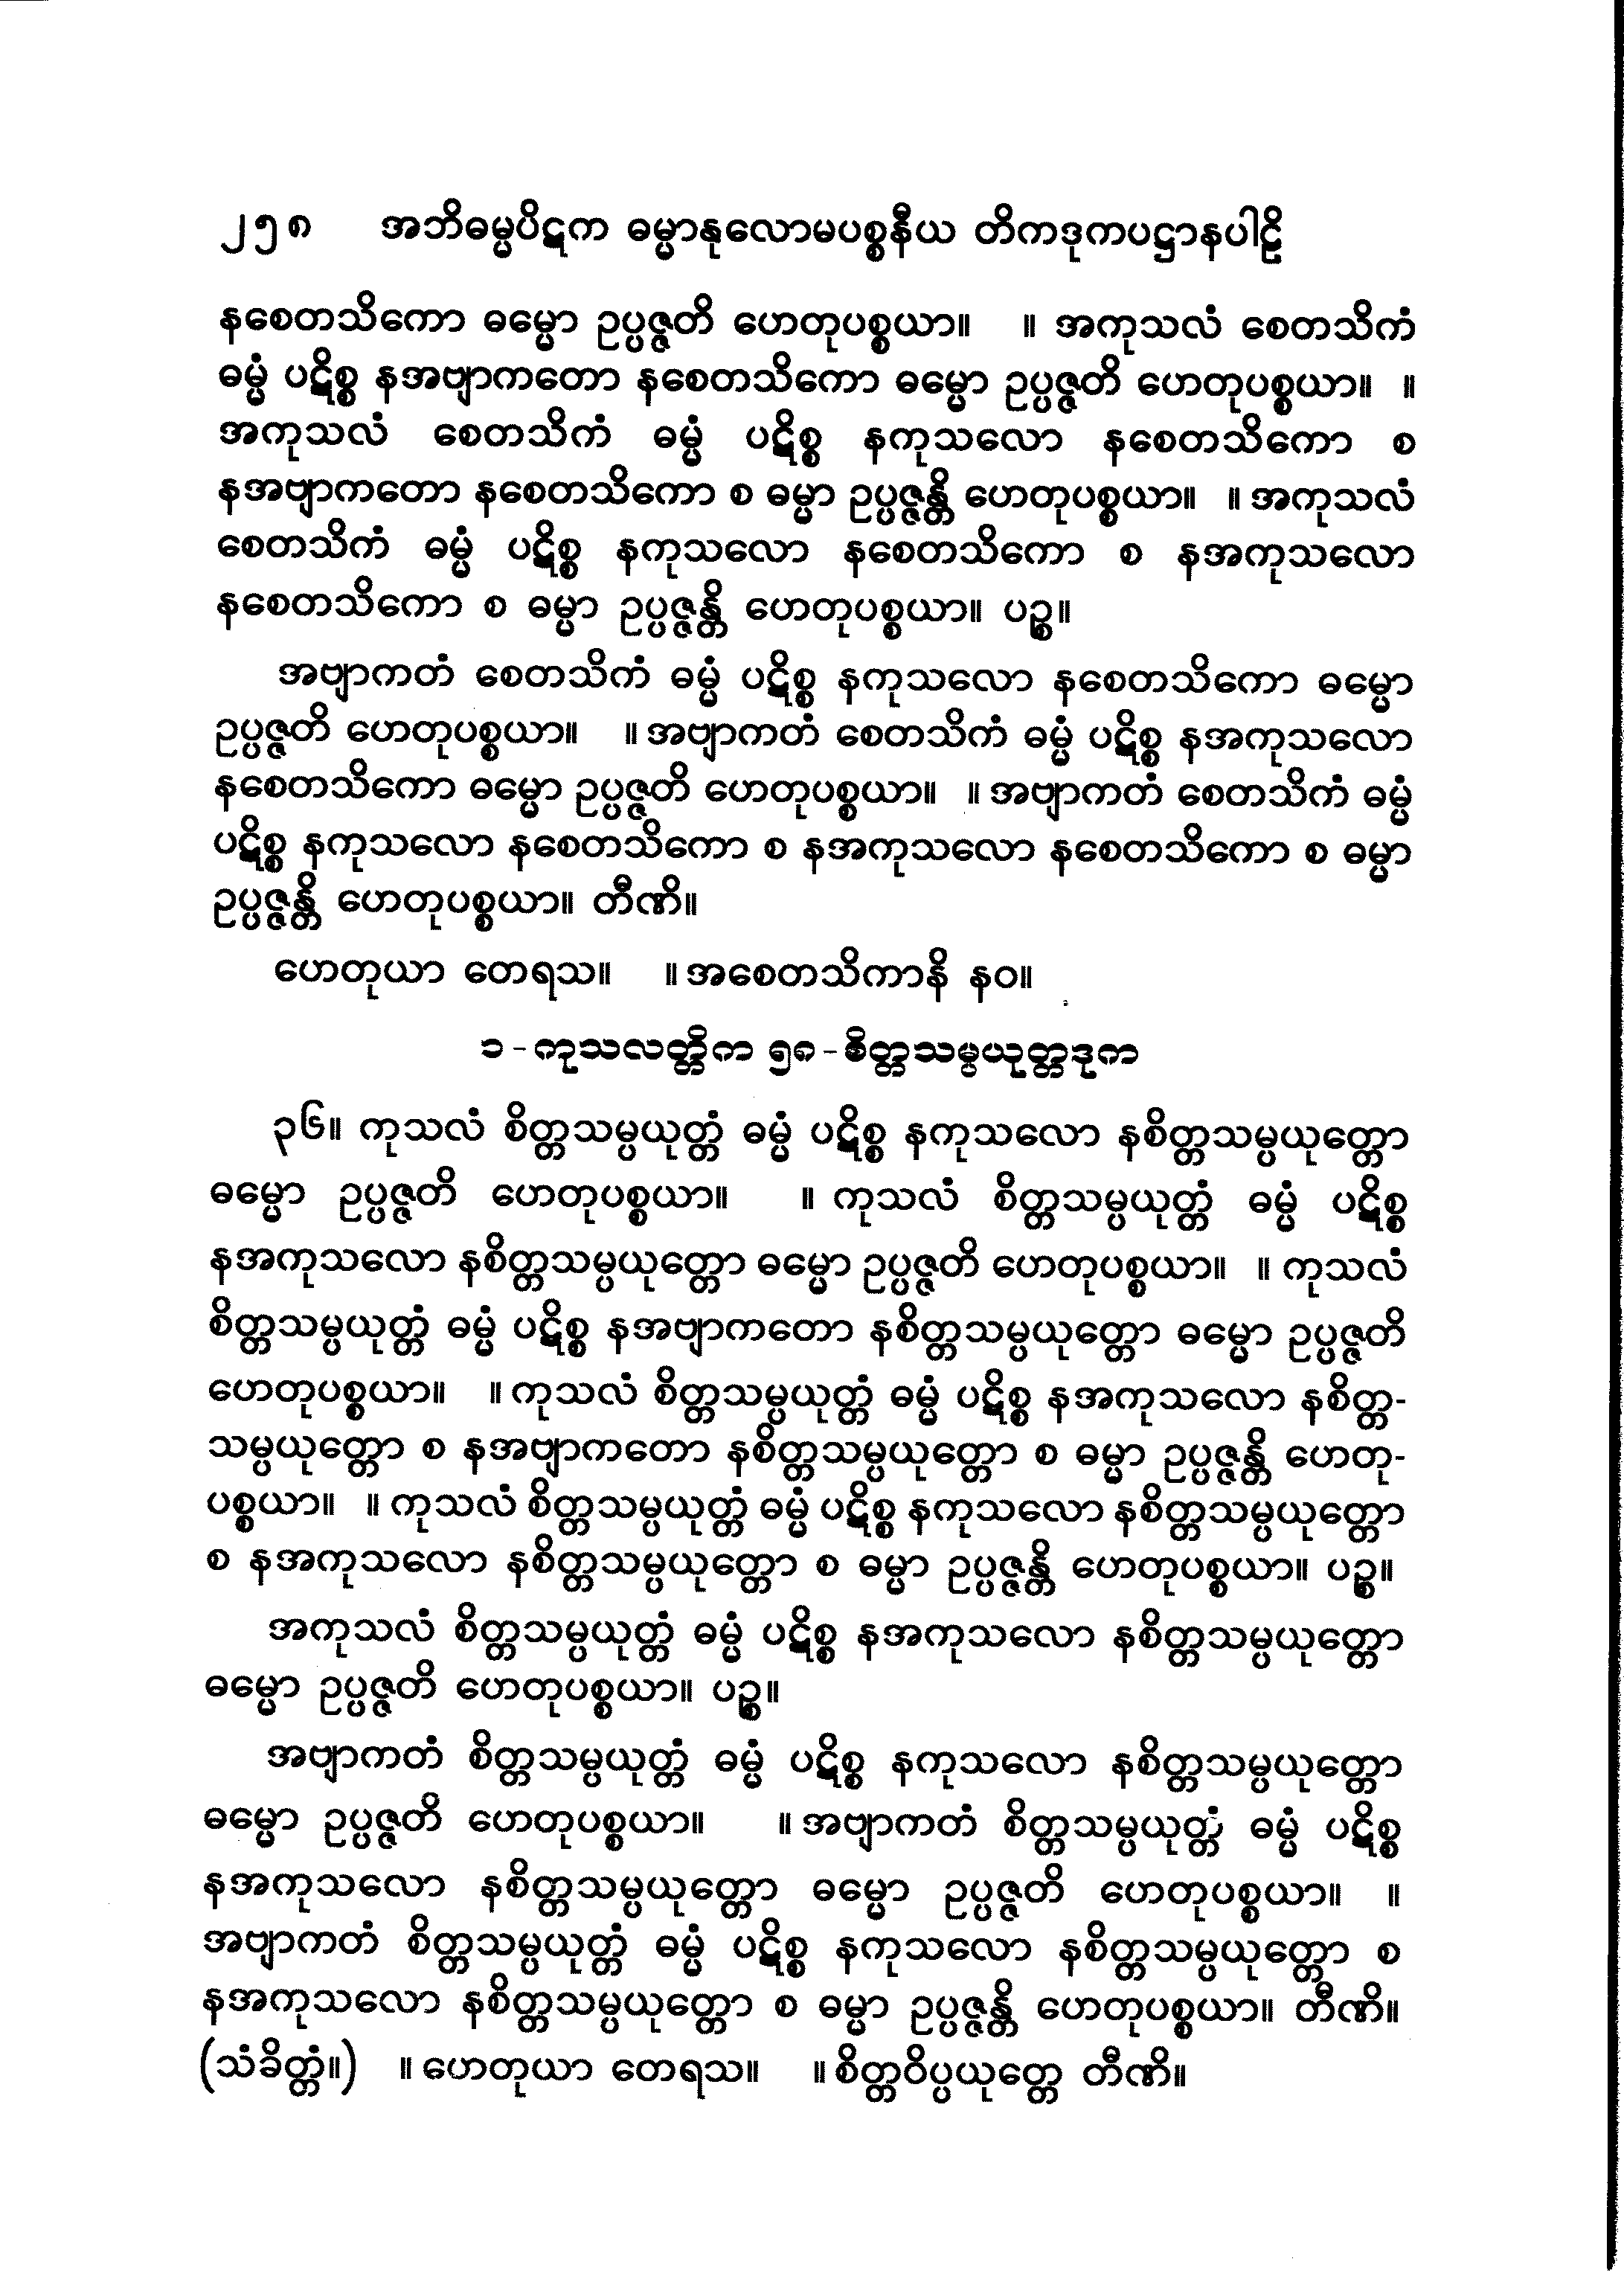 ၂၅၈ အဘိဓမ္မပိဋက ဓမ္မာနုလောမပစ္စနီယ တိကဒုကပဋ္ဌာနပါဠိ
နစေတသိကော ဓမ္မော ဥပ္ပဇ္ဇတိ ဟေတုပစ္စယာ။ ။ အကုသလံ စေတသိကံ
ဓမ္မံ ပဋိစ္စ နအဗျာကတော နစေတသိကော ဓမ္မော ဥပ္ပဇ္ဇတိ ဟေတုပစ္စယာ။ ။
အကုသလံ စေတသိကံ ဓမ္မံ ပဋိစ္စ နကုသလော နစေတသိကော စ
နအဗျာကတော နစေတသိကော စ ဓမ္မာ ဥပ္ပဇ္ဇန္တိ ဟေတုပစ္စယာ။ ။ အကုသလံ
စေတသိကံ ဓမ္မံ ပဋိစ္စ နကုသလော နစေတသိကော စ နအကုသလော
နစေတသိကော စ ဓမ္မာ ဥပ္ပဇ္ဇန္တိ ဟေတုပစ္စယာ။ ပဉ္စ။
အဗျာကတံ စေတသိကံ ဓမ္မံ ပဋိစ္စ နကုသလော နစေတသိကော ဓမ္မော
ဥပ္ပဇ္ဇတိ ဟေတုပစ္စယာ။ ။ အဗျာကတံ စေတသိကံ ဓမ္မံ ပဋိစ္စ နအကုသလော
နစေတသိကော ဓမ္မော ဥပ္ပဇ္ဇတိ ဟေတုပစ္စယာ။ ။ အဗျာကတံ စေတသိကံ ဓမ္မံ
ပဋိစ္စ နကုသလော နစေတသိကော စ နအကုသလော နစေတသိကော စ ဓမ္မာ
ဥပ္ပဇ္ဇန္တိ ဟေတုပစ္စယာ။ တီဏိ။
ဟေတုယာ တေရသ။ ။ အစေတသိကာနိ နဝ။
၁-ကုသလတ္တိက ၅၈-စိတ္တသမ္ပယုတ္တဒုက
၃၆။ ကုသလံ စိတ္တသမ္ပယုတ္တံ ဓမ္မံ ပဋိစ္စ နကုသလော နစိတ္တသမ္ပယုတ္တော
ဓမ္မော ဥပ္ပဇ္ဇတိ ဟေတုပစ္စယာ။ ။ ကုသလံ စိတ္တသမ္ပယုတ္တံ ဓမ္မံ ပဋိစ္စ
နအကုသလော နစိတ္တသမ္ပယုတ္တော ဓမ္မော ဥပ္ပဇ္ဇတိ ဟေတုပစ္စယာ။ ။ ကုသလံ
စိတ္တသမ္ပယုတ္တံ ဓမ္မံ ပဋိစ္စ နအဗျာကတော နစိတ္တသမ္ပယုတ္တော ဓမ္မော ဥပ္ပဇ္ဇတိ
ဟေတုပစ္စယာ။ ။ ကုသလံ စိတ္တသမ္ပယုတ္တံ ဓမ္မံ ပဋိစ္စ နအကုသလော နစိတ္တ-
သမ္ပယုတ္တော စ နအဗျာကတော နစိတ္တသမ္ပယုတ္တော စ ဓမ္မာ ဥပ္ပဇ္ဇန္တိ ဟေတု-
ပစ္စယာ။ ။ ကုသလံ စိတ္တသမ္ပယုတ္တံ ဓမ္မံ ပဋိစ္စ နကုသလော နစိတ္တသမ္ပယုတ္တော
စ နအကုသလော နစိတ္တသမ္ပယုတ္တော စ ဓမ္မာ ဥပ္ပဇ္ဇန္တိ ဟေတုပစ္စယာ။ ပဉ္စ။
အကုသလံ စိတ္တသမ္ပယုတ္တံ ဓမ္မံ ပဋိစ္စ နအကုသလော နစိတ္တသမ္ပယုတ္တော
ဓမ္မော ဥပ္ပဇ္ဇတိ ဟေတုပစ္စယာ။ ပဉ္စ။
အဗျာကတံ စိတ္တသမ္ပယုတ္တံ ဓမ္မံ ပဋိစ္စ နကုသလော နစိတ္တသမ္ပယုတ္တော
ဓမ္မော ဥပ္ပဇ္ဇတိ ဟေတုပစ္စယာ။ ။ အဗျာကတံ စိတ္တသမ္ပယုတ္တံ ဓမ္မံ ပဋိစ္စ
နအကုသလော နစိတ္တသမ္ပယုတ္တော ဓမ္မော ဥပ္ပဇ္ဇတိ ဟေတုပစ္စယာ။ ။
အဗျာကတံ စိတ္တသမ္ပယုတ္တံ ဓမ္မံ ပဋိစ္စ နကုသလော နစိတ္တသမ္ပယုတ္တော စ
နအကုသလော နစိတ္တသမ္ပယုတ္တော စ ဓမ္မာ ဥပ္ပဇ္ဇန္တိ ဟေတုပစ္စယာ။ တီဏိ။
(သံခိတ္တံ။) ။ ဟေတုယာ တေရသ။ ။ စိတ္တဝိပ္ပယုတ္တေ တီဏိ။